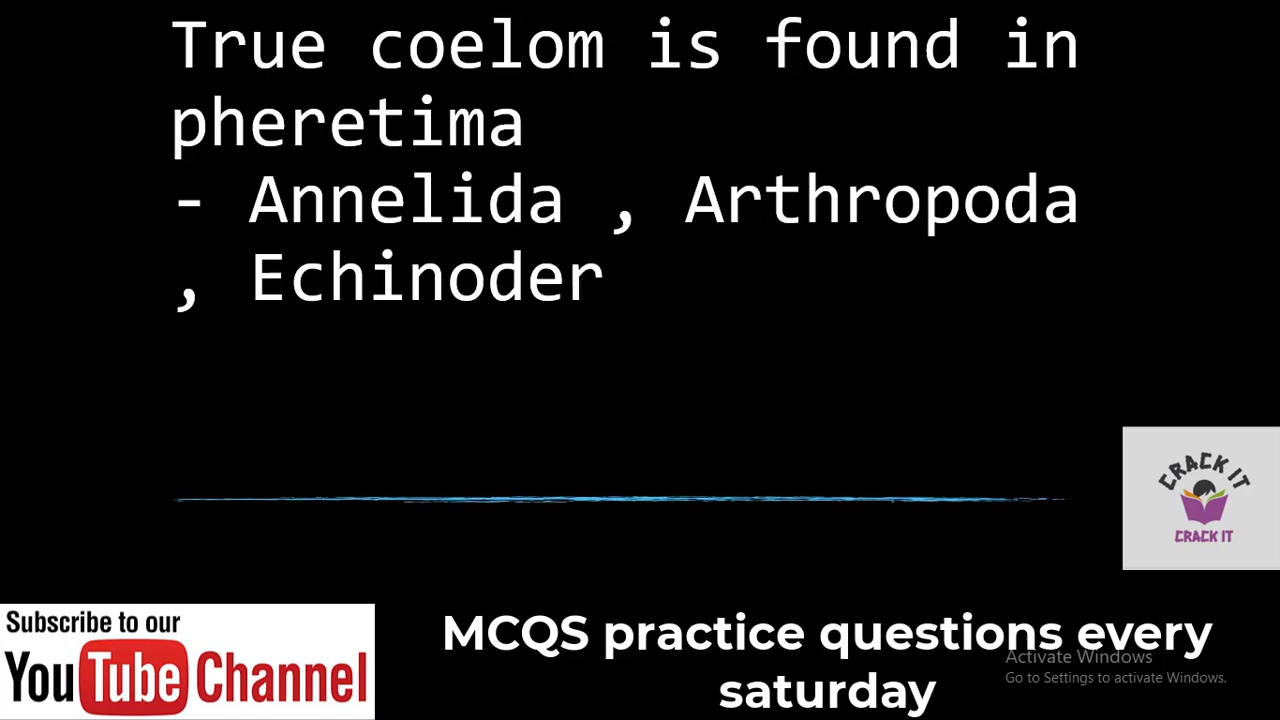 True coelom is found in
pheretima
- Annelida , Arthropoda
, Echinoder
CRACK IT
CRACK IT
Subscribe to our
YouTube Channel
MCQS practice questions every
saturday
Activate Windows
Go to Settings to activate Windows.